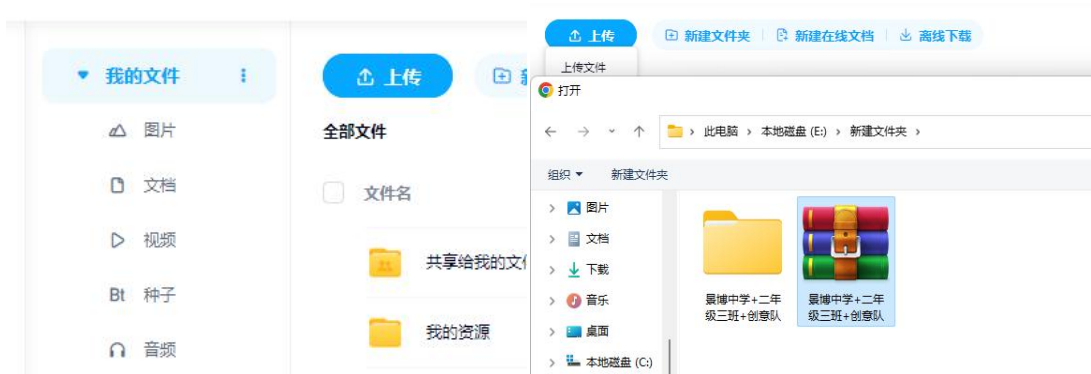 我的文件
图片
文档
视频
Bt 种子
音频
上传
全部文件
文件名
共享给我的文
我的资源
上传 新建文件夹 新建在线文档 离线下载
上传文件
打开
此电脑 › 本地磁盘 (E:) › 新建文件夹 ›
组织 新建文件夹
图片
文档
下载
音乐
桌面
本地磁盘 (C:)
景博中学+二年
级三班+创意队
景博中学+二年
级三班+创意队